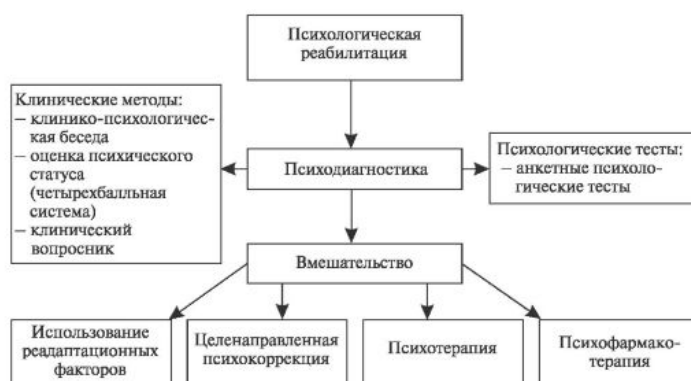 Психологическая
реабилитация
Клинические методы:
– клинико-психологичес-
кая беседа
– оценка психического
статуса
(четырехбалльная
система)
– клинический
вопросник
Психодиагностика
Психологические тесты:
– анкетные психоло-
гические тесты
Вмешательство
Использование
реадаптационных
факторов
Целенаправленная
психокоррекция
Психотерапия
Психофармако-
терапия